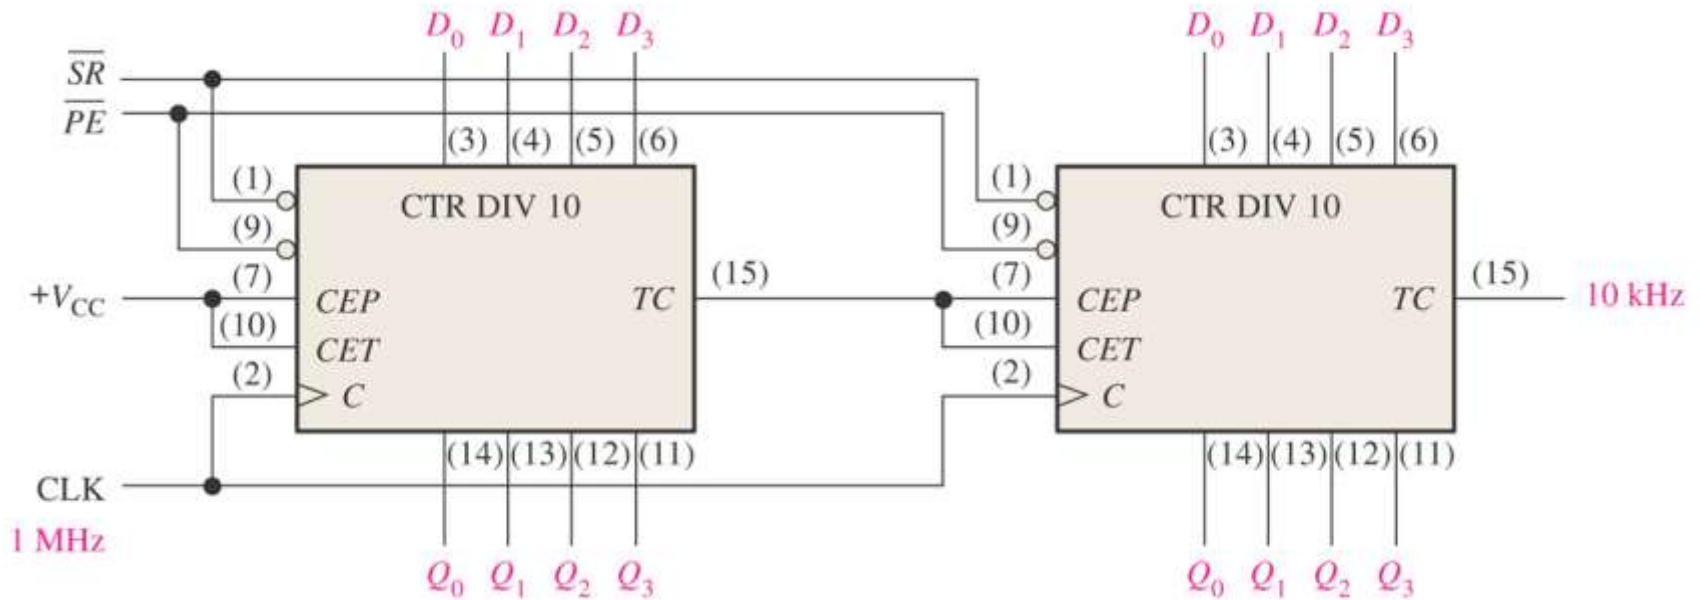 D₀ D₁ D₂ D₃ D₀ D₁ D₂ D₃
S̅R̅
P̅E̅
(3) (4) (5) (6) (3) (4) (5) (6)
(1) (1)
CTR DIV 10 CTR DIV 10
(9) (9)
(7) (15) (7) (15)
+V_CC CEP TC CEP TC 10 kHz
(10) (10)
CET CET
(2) (2)
C C
(14) (13) (12) (11) (14) (13) (12) (11)
CLK
1 MHz
Q₀ Q₁ Q₂ Q₃ Q₀ Q₁ Q₂ Q₃